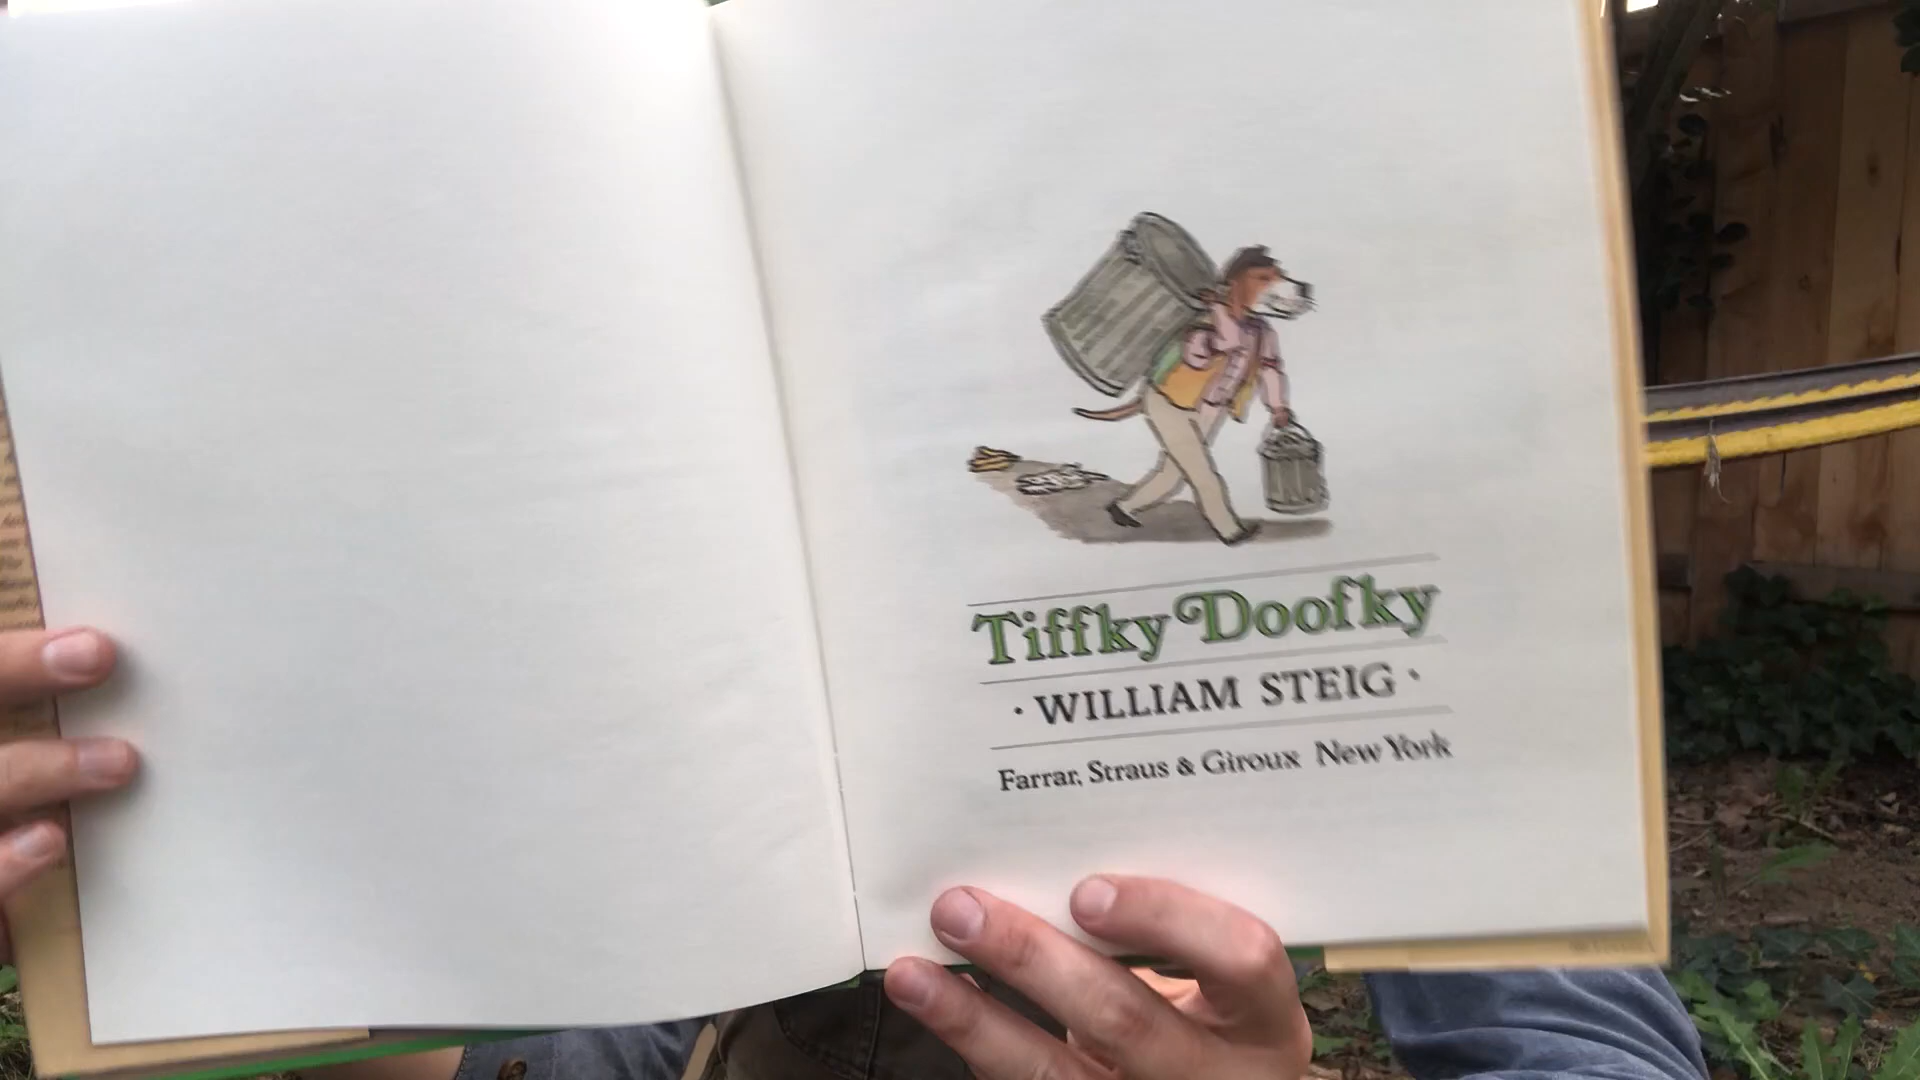 Tiffky Doofky
· WILLIAM STEIG ·
Farrar, Straus & Giroux New York